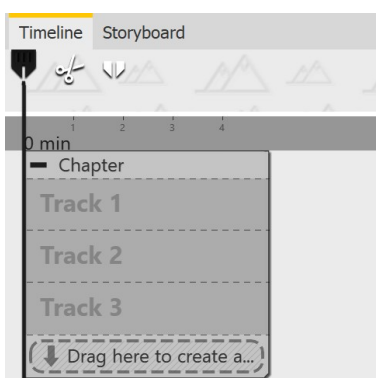 Timeline Storyboard
1 2 3 4
0 min
Chapter
Track 1
Track 2
Track 3
Drag here to create a...